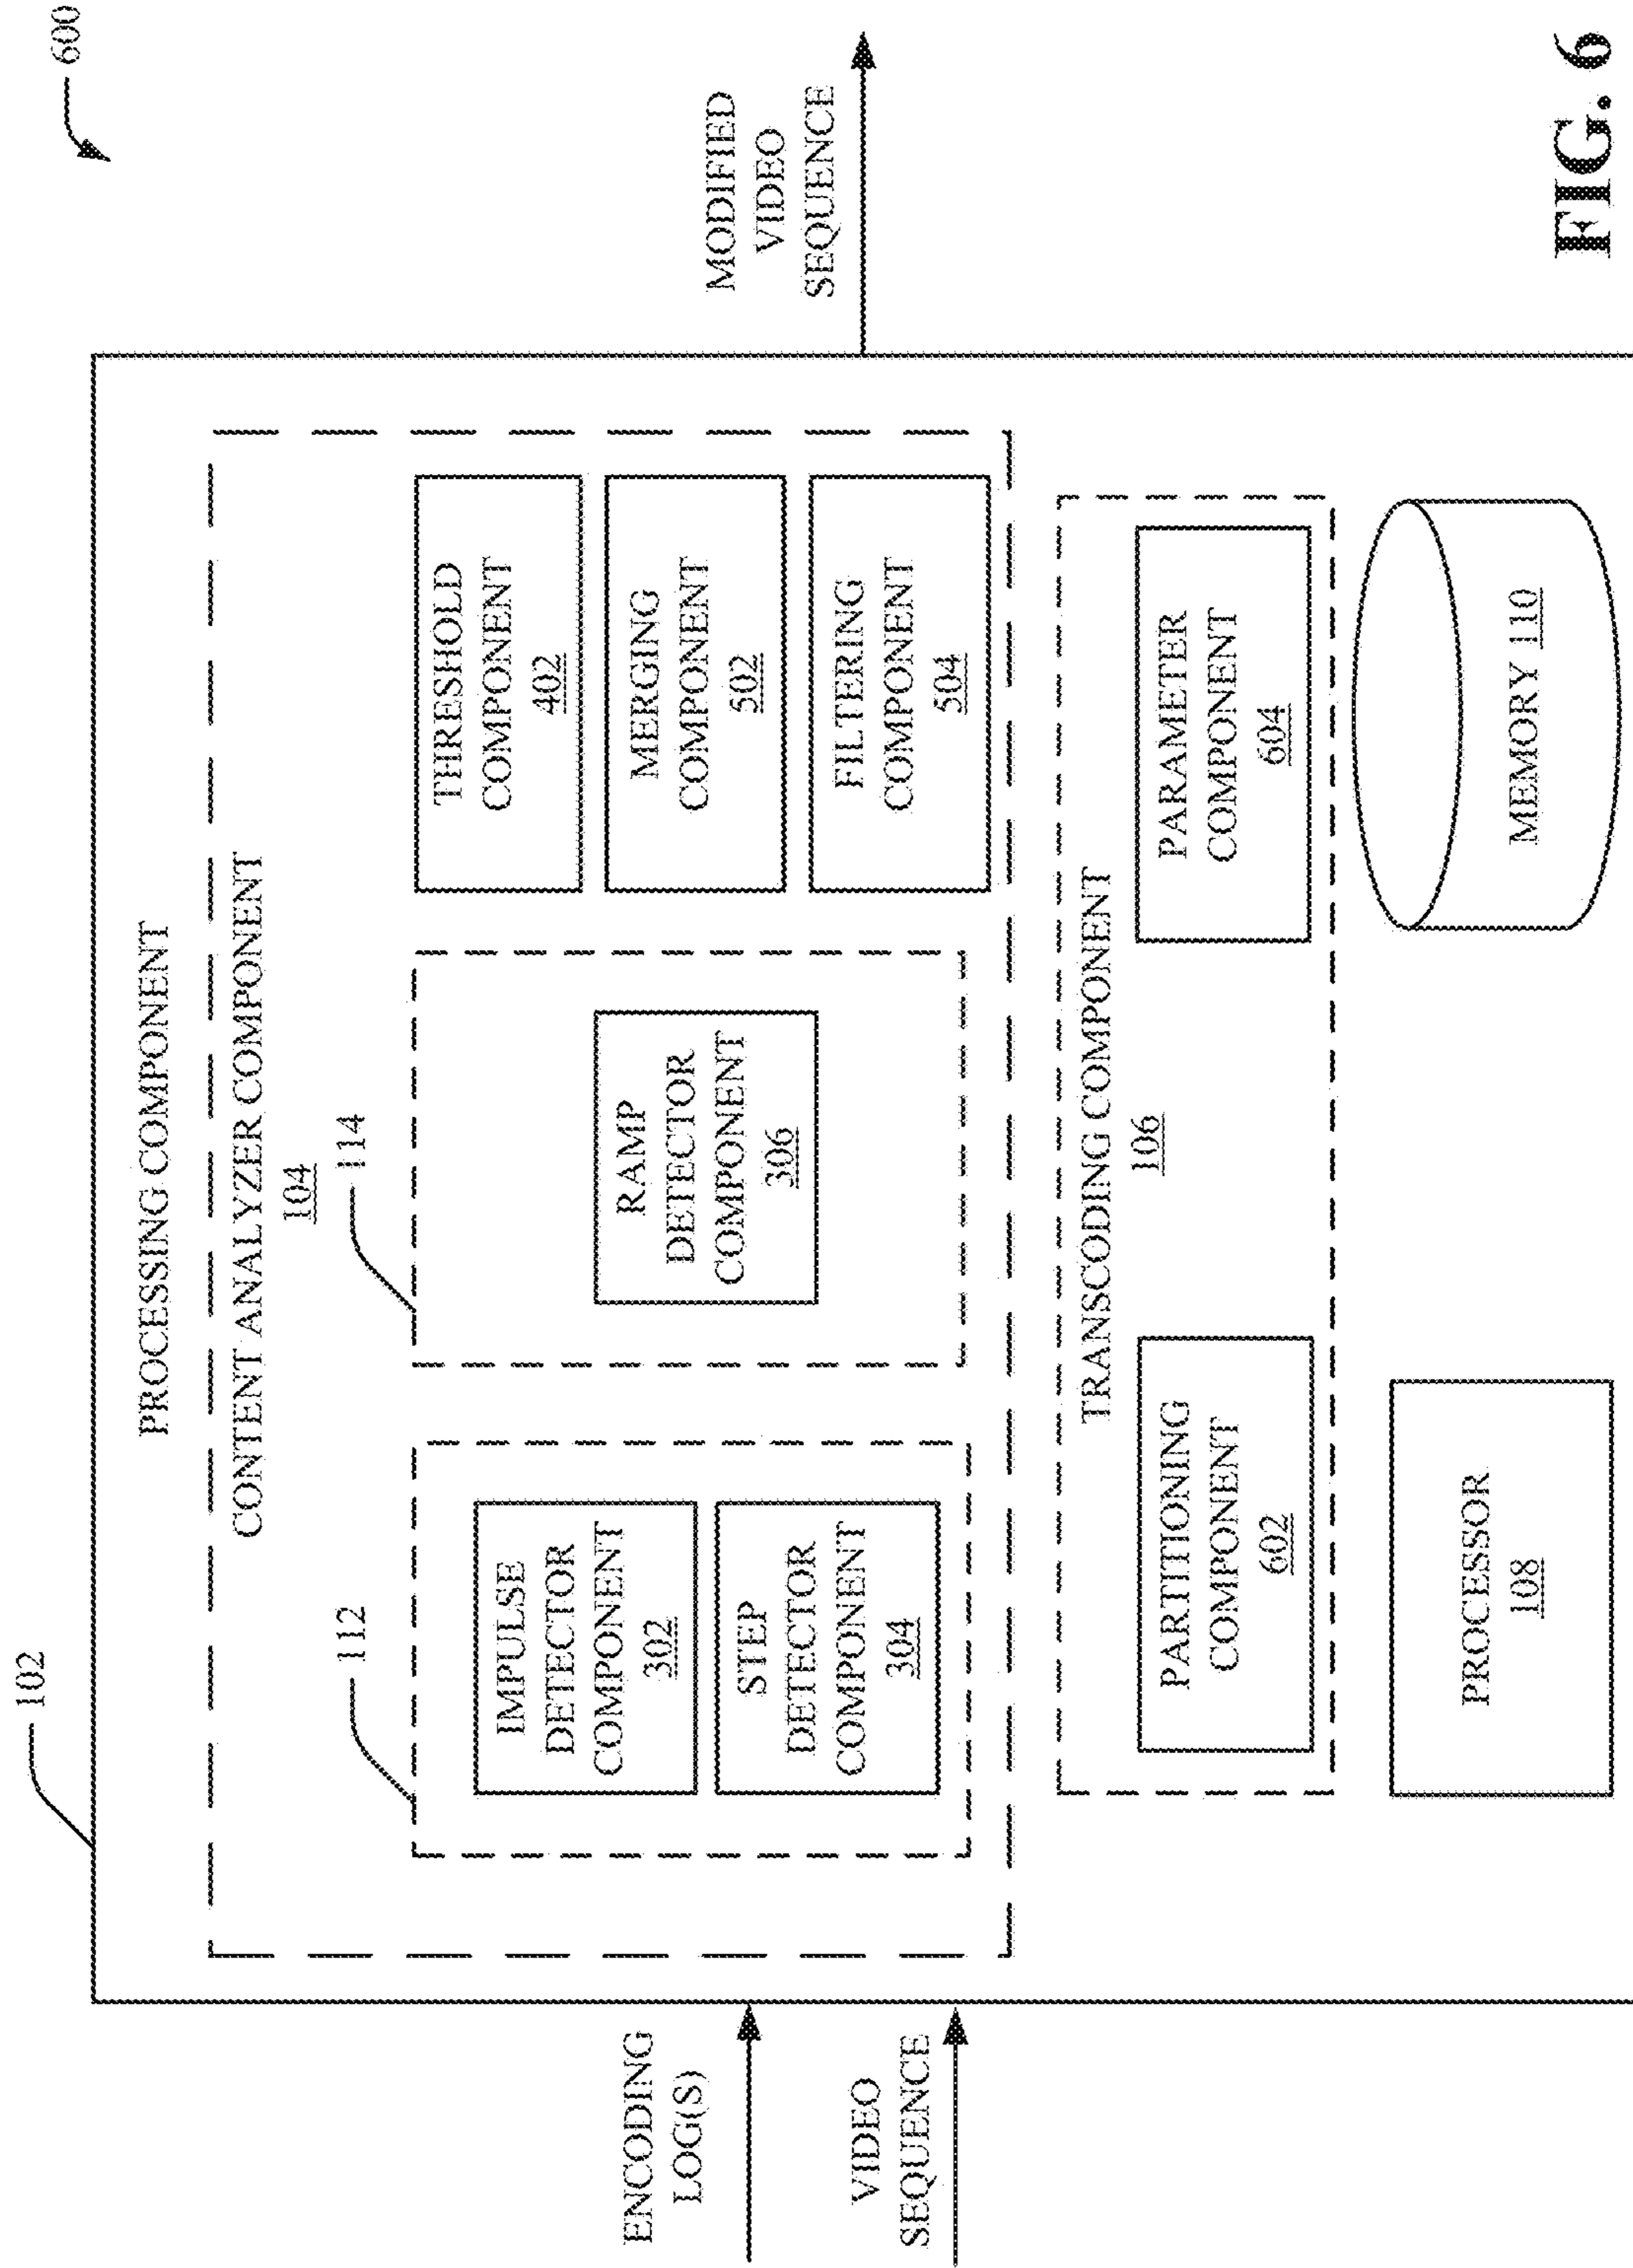 600
102
PROCESSING COMPONENT
CONTENT ANALYZER COMPONENT
104
112
114
IMPULSE
DETECTOR
COMPONENT
302
STEP
DETECTOR
COMPONENT
304
RAMP
DETECTOR
COMPONENT
306
THRESHOLD
COMPONENT
402
MERGING
COMPONENT
502
FILTERING
COMPONENT
504
ENCODING
LOG(S)
VIDEO
SEQUENCE
MODIFIED
VIDEO
SEQUENCE
TRANSCODING COMPONENT
106
PARTITIONING
COMPONENT
602
PARAMETER
COMPONENT
604
PROCESSOR
108
MEMORY 110
FIG. 6